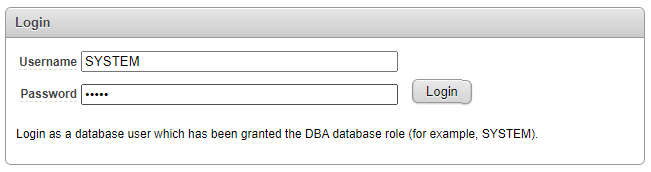 Login
Username SYSTEM
Password •••••
Login
Login as a database user which has been granted the DBA database role (for example, SYSTEM).